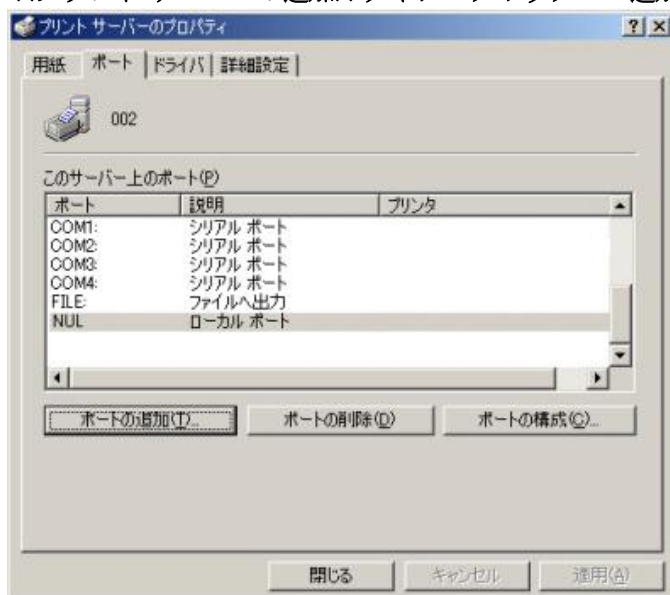 プリント サーバーのプロパティ
用紙 ポート ドライバ 詳細設定
002
このサーバー上のポート(P)
ポート 説明 プリンタ
COM1: シリアル ポート
COM2: シリアル ポート
COM3: シリアル ポート
COM4: シリアル ポート
FILE: ファイルへ出力
NUL ローカル ポート
ポートの追加(T)... ポートの削除(D) ポートの構成(C)...
閉じる キャンセル 適用(A)